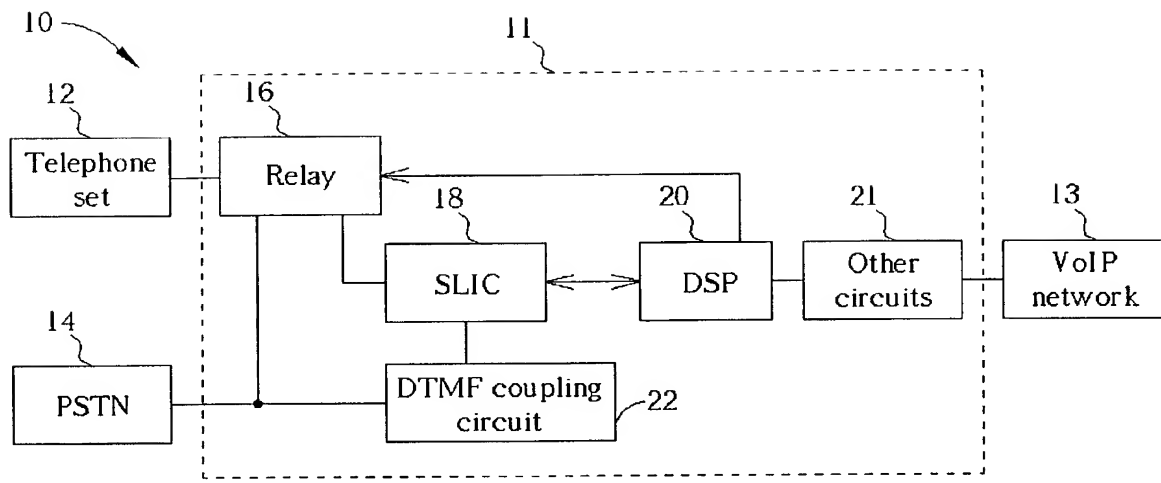 10
11
12
16
Telephone
set
Relay
18
20
21
13
SLIC
DSP
Other
circuits
VoIP
network
14
PSTN
DTMF coupling
circuit
22